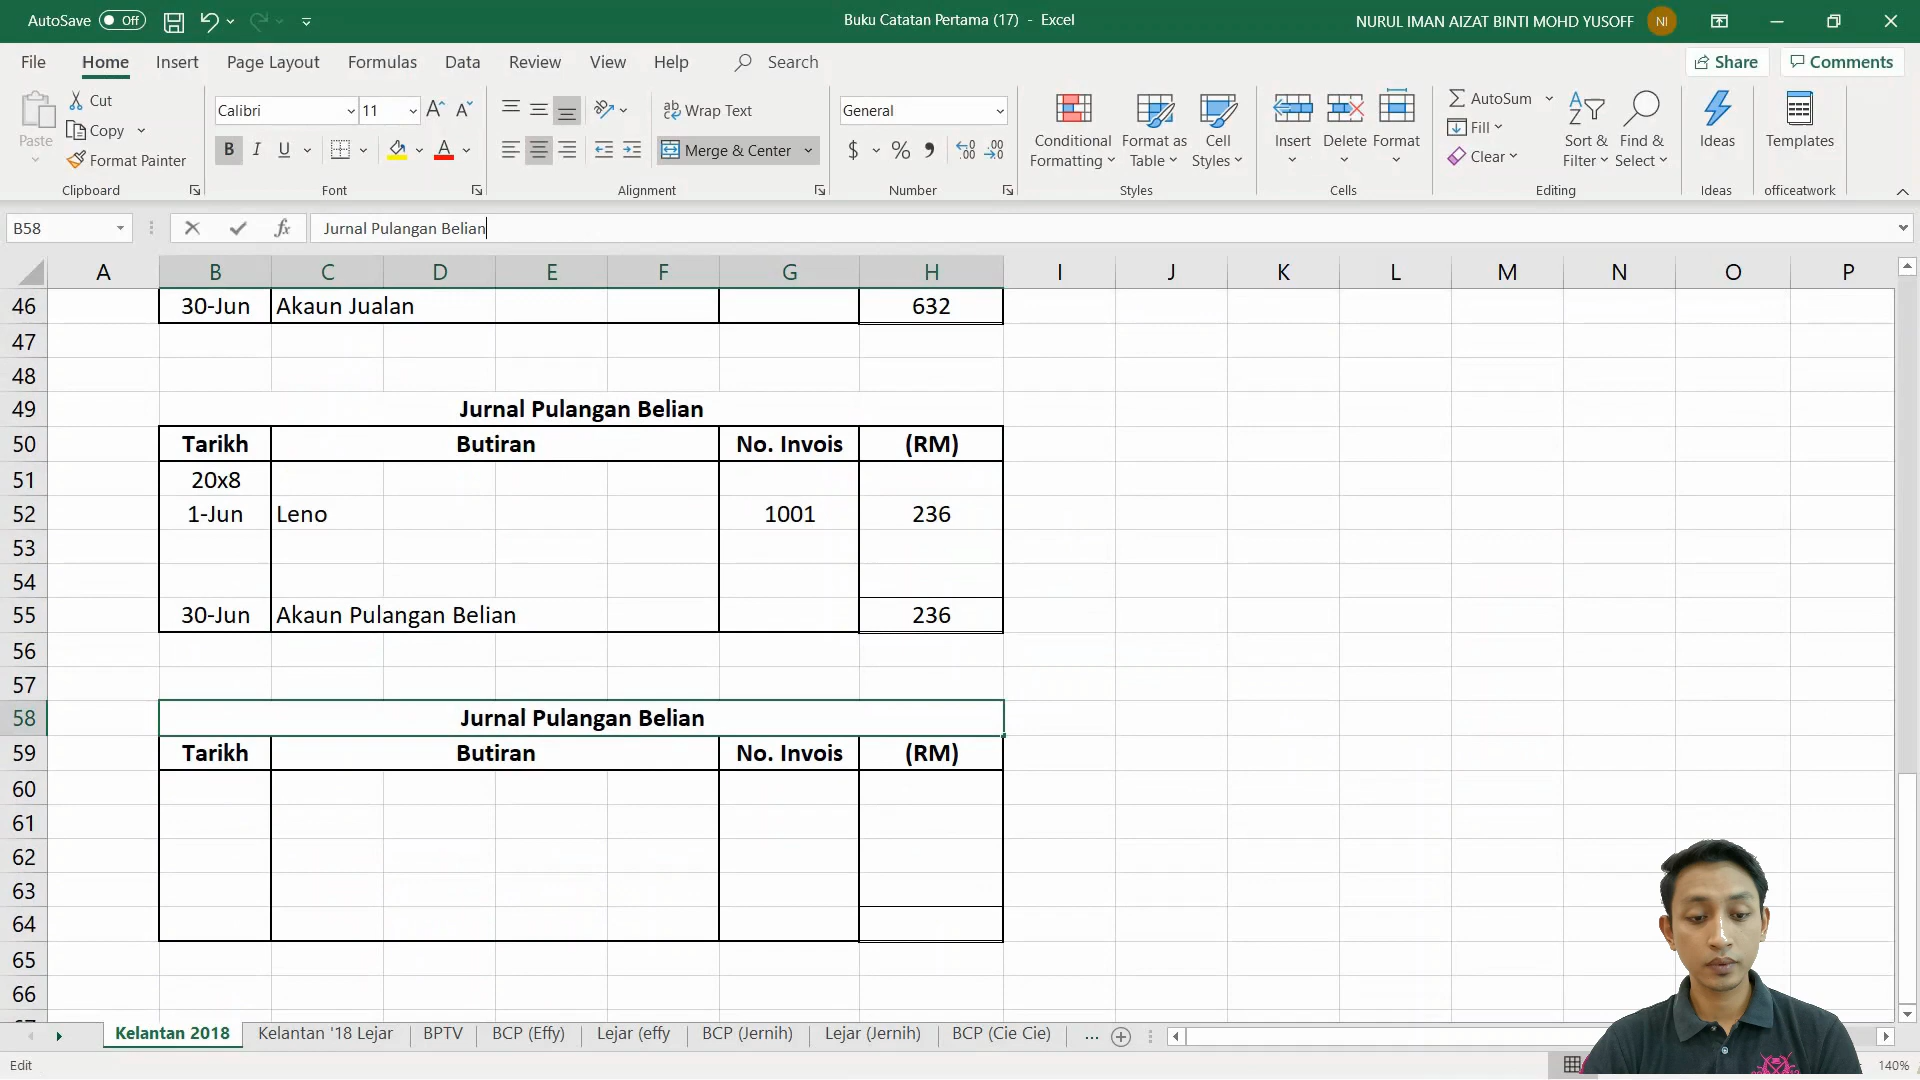 AutoSave Off
Buku Catatan Pertama (17) - Excel
NURUL IMAN AIZAT BINTI MOHD YUSOFF NI
File Home Insert Page Layout Formulas Data Review View Help Search Share Comments
Paste Cut Copy Format Painter Clipboard
Calibri 11 B I U A Font
ab Wrap Text Merge & Center Alignment
General $ % Number
Conditional Formatting Format as Table Cell Styles Styles
Insert Delete Format Cells
AutoSum Fill Clear Sort & Filter Find & Select Editing
Ideas Ideas
Templates officeatwork
B58 fx Jurnal Pulangan Belian
A B C D E F G H I J K L M N O P
46 30-Jun Akaun Jualan 632
47
48
49 Jurnal Pulangan Belian
50 Tarikh Butiran No. Invois (RM)
51 20x8
52 1-Jun Leno 1001 236
53
54
55 30-Jun Akaun Pulangan Belian 236
56
57
58 Jurnal Pulangan Belian
59 Tarikh Butiran No. Invois (RM)
60
61
62
63
64
65
66
Kelantan 2018 Kelantan '18 Lejar BPTV BCP (Effy) Lejar (effy BCP (Jernih) Lejar (Jernih) BCP (Cie Cie) ...
Edit 140%